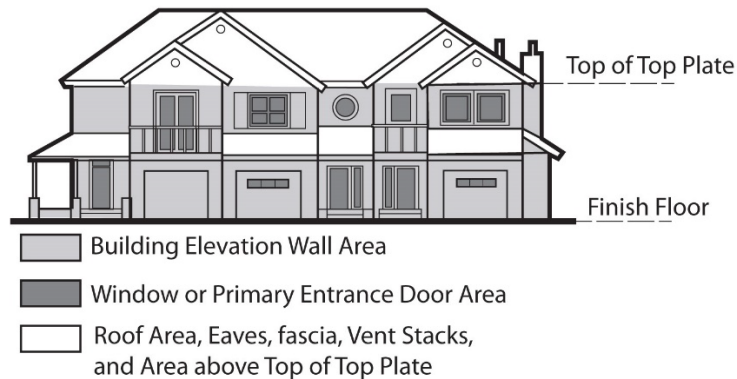 Top of Top Plate
Finish Floor
Building Elevation Wall Area
Window or Primary Entrance Door Area
Roof Area, Eaves, fascia, Vent Stacks,
and Area above Top of Top Plate